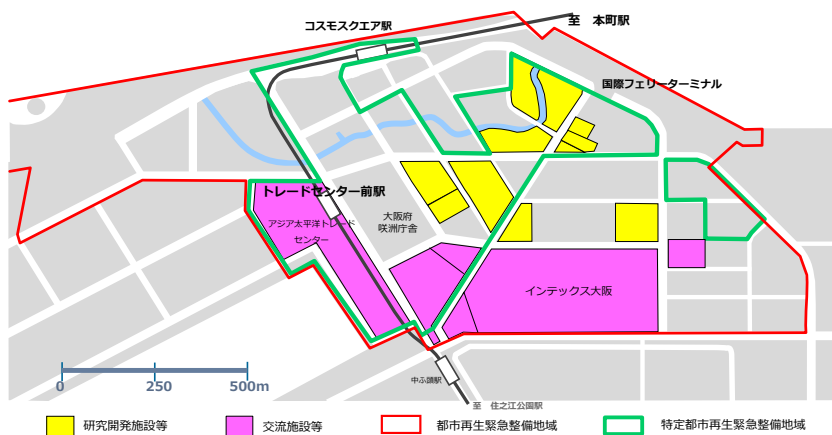 コスモスクエア駅
至　本町駅
国際フェリーターミナル
トレードセンター前駅
アジア太平洋トレード
センター
大阪府
咲洲庁舎
インテックス大阪
0
250
500m
中ふ頭駅
至　住之江公園駅
研究開発施設等
交流施設等
都市再生緊急整備地域
特定都市再生緊急整備地域